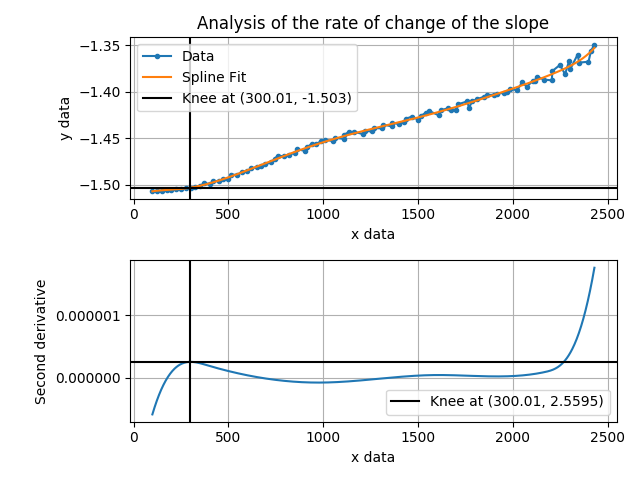 Analysis of the rate of change of the slope
−1.35
−1.40
−1.45
−1.50
y data
Data
Spline Fit
Knee at (300.01, -1.503)
0 500 1000 1500 2000 2500
x data
0.000001
0.000000
Second derivative
Knee at (300.01, 2.5595)
0 500 1000 1500 2000 2500
x data